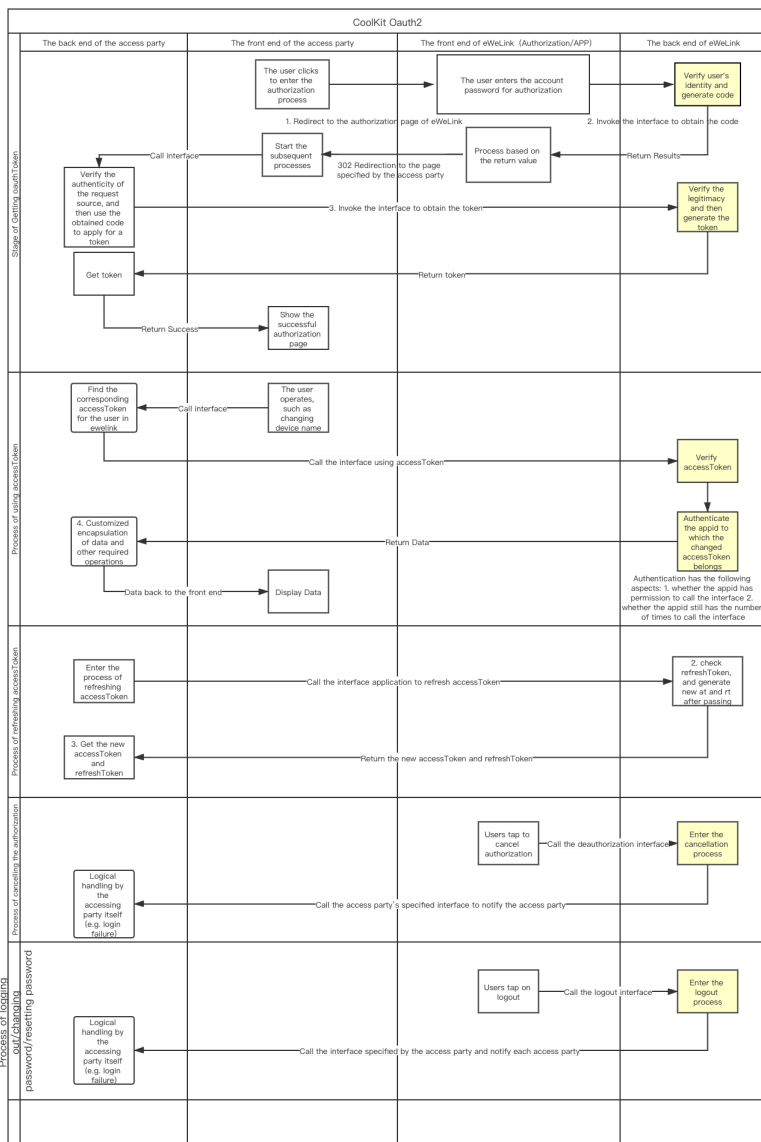 CoolKit Oauth2
The back end of the access party
The front end of the access party
The front end of eWeLink (Authorization/APP)
The back end of eWeLink
Stage of Getting oauthToken
The user clicks
to enter the
authorization
process
The user enters the account
password for authorization
Verify user's
identity and
generate code
1. Redirect to the authorization page of eWeLink
2. Invoke the interface to obtain the code
Call interface
Start the
subsequent
processes
302 Redirection to the page
specified by the access party
Process based on
the return value
Return Results
Verify the
authenticity of
the request
source, and
then use the
obtained code
to apply for a
token
3. Invoke the interface to obtain the token
Verify the
legitimacy
and then
generate the
token
Get token
Return token
Return Success
Show the
successful
authorization
page
Process of using accessToken
Find the
corresponding
accessToken
for the user in
ewelink
Call interface
The user
operates,
such as
changing
device name
Call the interface using accessToken
Verify
accessToken
4. Customized
encapsulation
of data and
other required
operations
Return Data
Authenticate
the appid to
which the
changed
accessToken
belongs
Data back to the front end
Display Data
Authentication has the following
aspects: 1. whether the appid has
permission to call the interface 2.
whether the appid still has the number
of times to call the interface
Process of refreshing accessToken
Enter the
process of
refreshing
accessToken
Call the interface application to refresh accessToken
2. check
refreshToken,
and generate
new at and rt
after passing
3. Get the new
accessToken
and
refreshToken
Return the new accessToken and refreshToken
Process of cancelling the authorization
Users tap to
cancel
authorization
Call the deauthorization interface
Enter the
cancellation
process
Logical
handling by
the
accessing
party itself
(e.g. login
failure)
Call the access party's specified interface to notify the access party
Process of logging
out/changing
password/resetting password
Users tap on
logout
Call the logout interface
Enter the
logout
process
Logical
handling by
the
accessing
party itself
(e.g. login
failure)
Call the interface specified by the access party and notify each access party